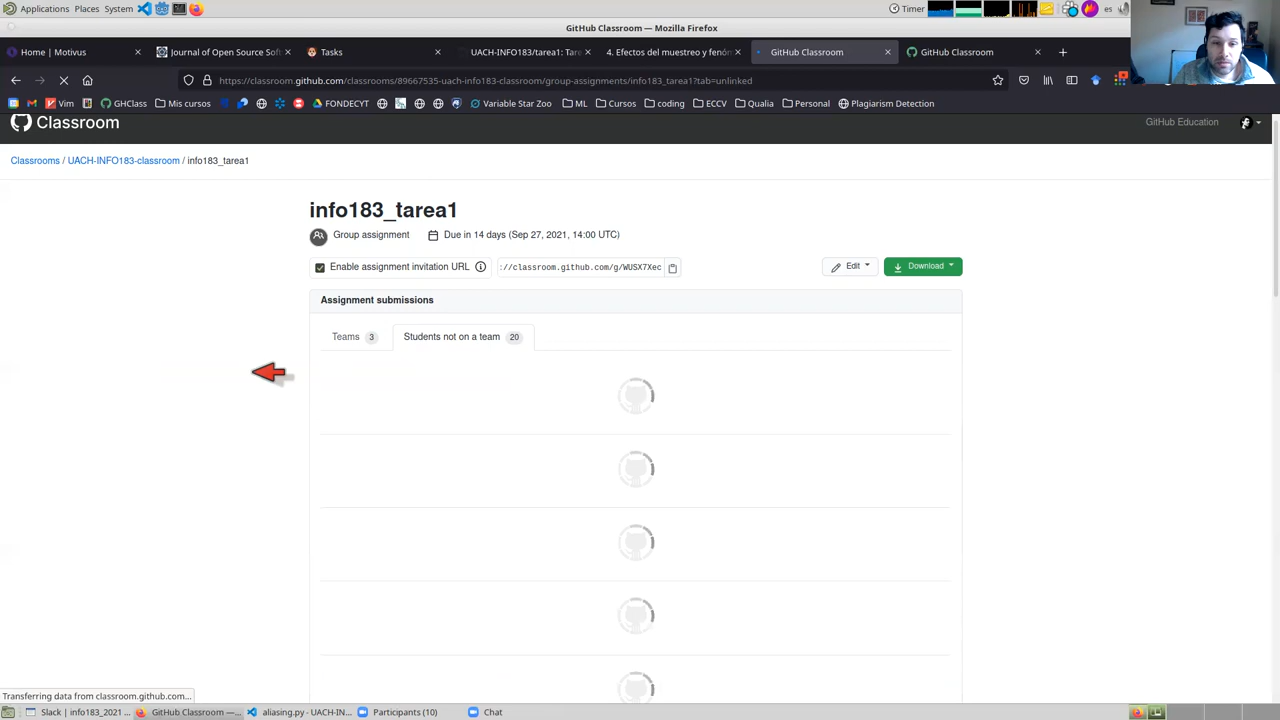 Applications Places System Timer
GitHub Classroom — Mozilla Firefox
Home | Motivus Journal of Open Source Soft Tasks UACH-INFO183 tarea1: Tare 4. Efectos del muestreo y fenóm GitHub Classroom GitHub Classroom
https://classroom.github.com/classrooms/89667535-uach-info183-classroom/group-assignments/info183_tarea1?tab=unlinked
Vim GHClass Mis cursos FONDECYT Variable Star Zoo ML Cursos coding ECCV Qualia Personal Plagiarism Detection
Classroom GitHub Education
Classrooms / UACH-INFO183-classroom / info183_tarea1
info183_tarea1
Group assignment Due in 14 days (Sep 27, 2021, 14:00 UTC)
Enable assignment invitation URL ://classroom.github.com/g/WUSX7Xec Edit Download
Assignment submissions
Teams 3 Students not on a team 20
Transferring data from classroom.github.com...
Slack | info183_2021 ... GitHub Classroom —... aliasing.py - UACH-IN... Participants (10) Chat